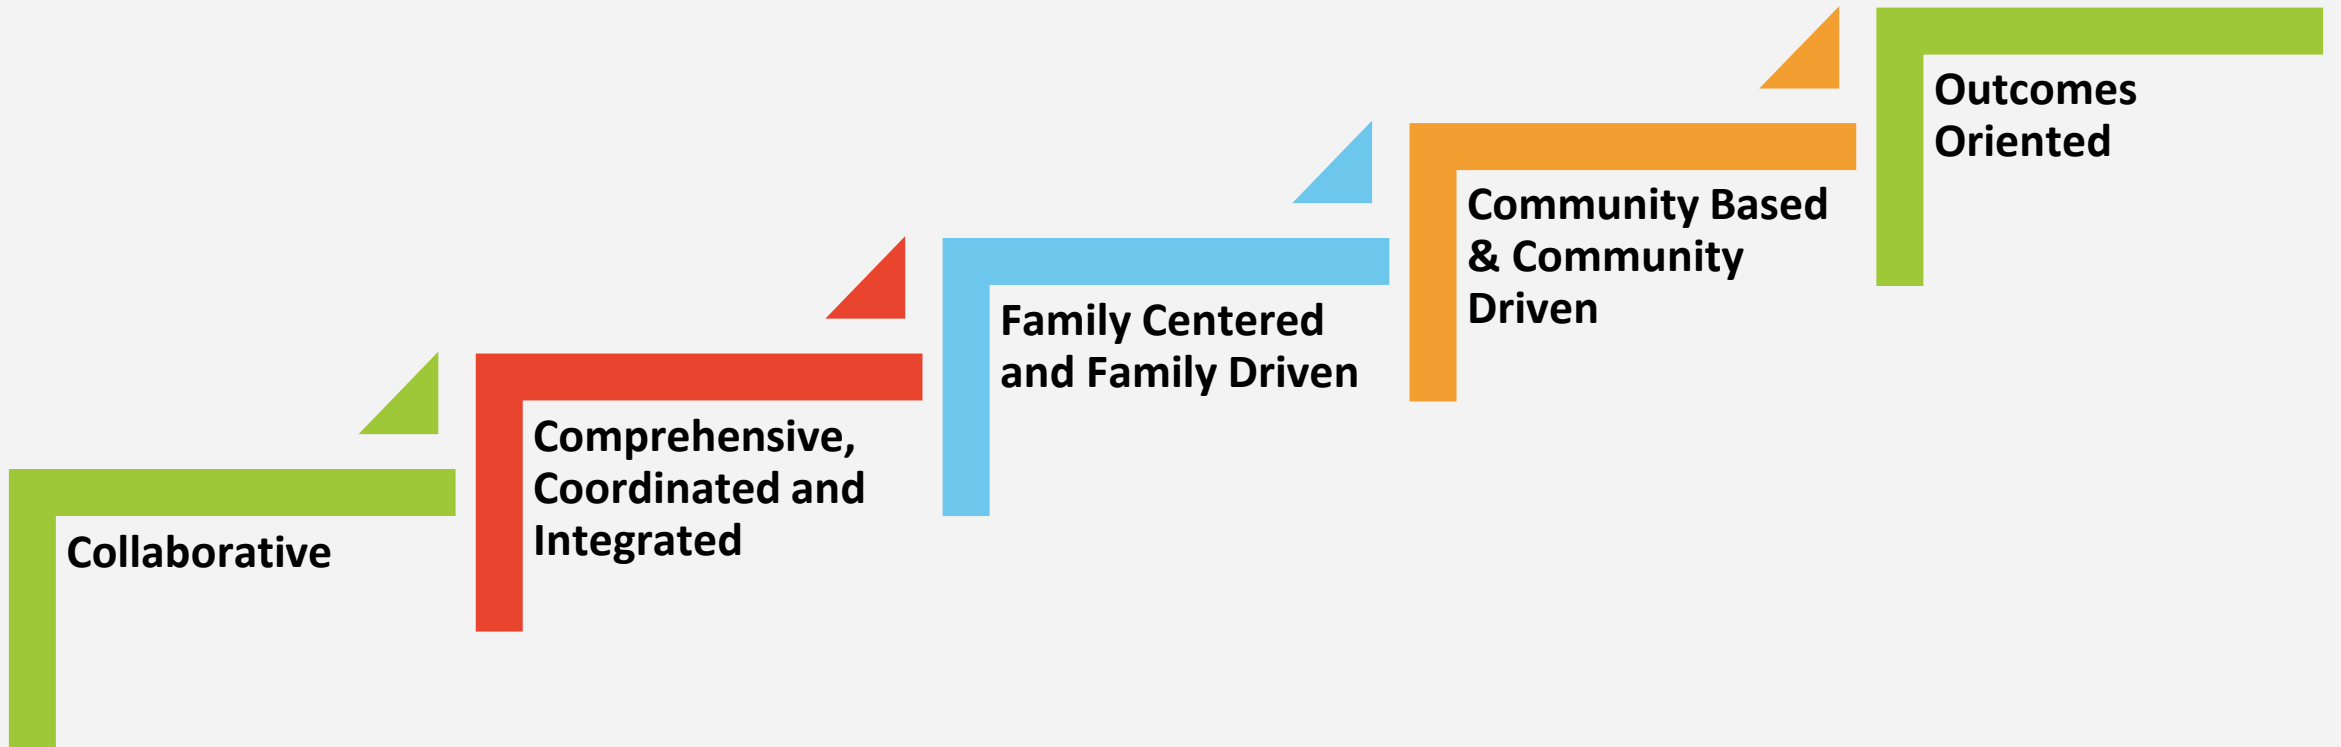 Collaborative
Comprehensive,
Coordinated and
Integrated
Family Centered
and Family Driven
Community Based
& Community
Driven
Outcomes
Oriented